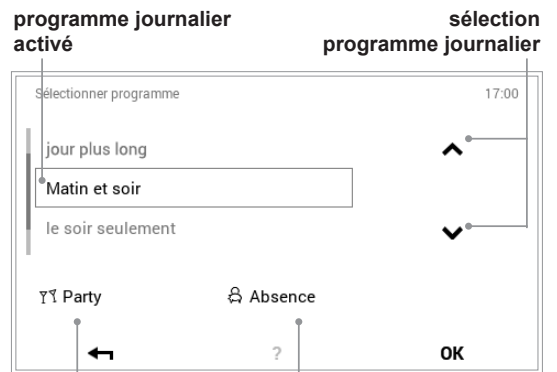 programme journalier
activé
sélection
programme journalier
Sélectionner programme 17:00
jour plus long
Matin et soir
le soir seulement
Party Absence
? OK